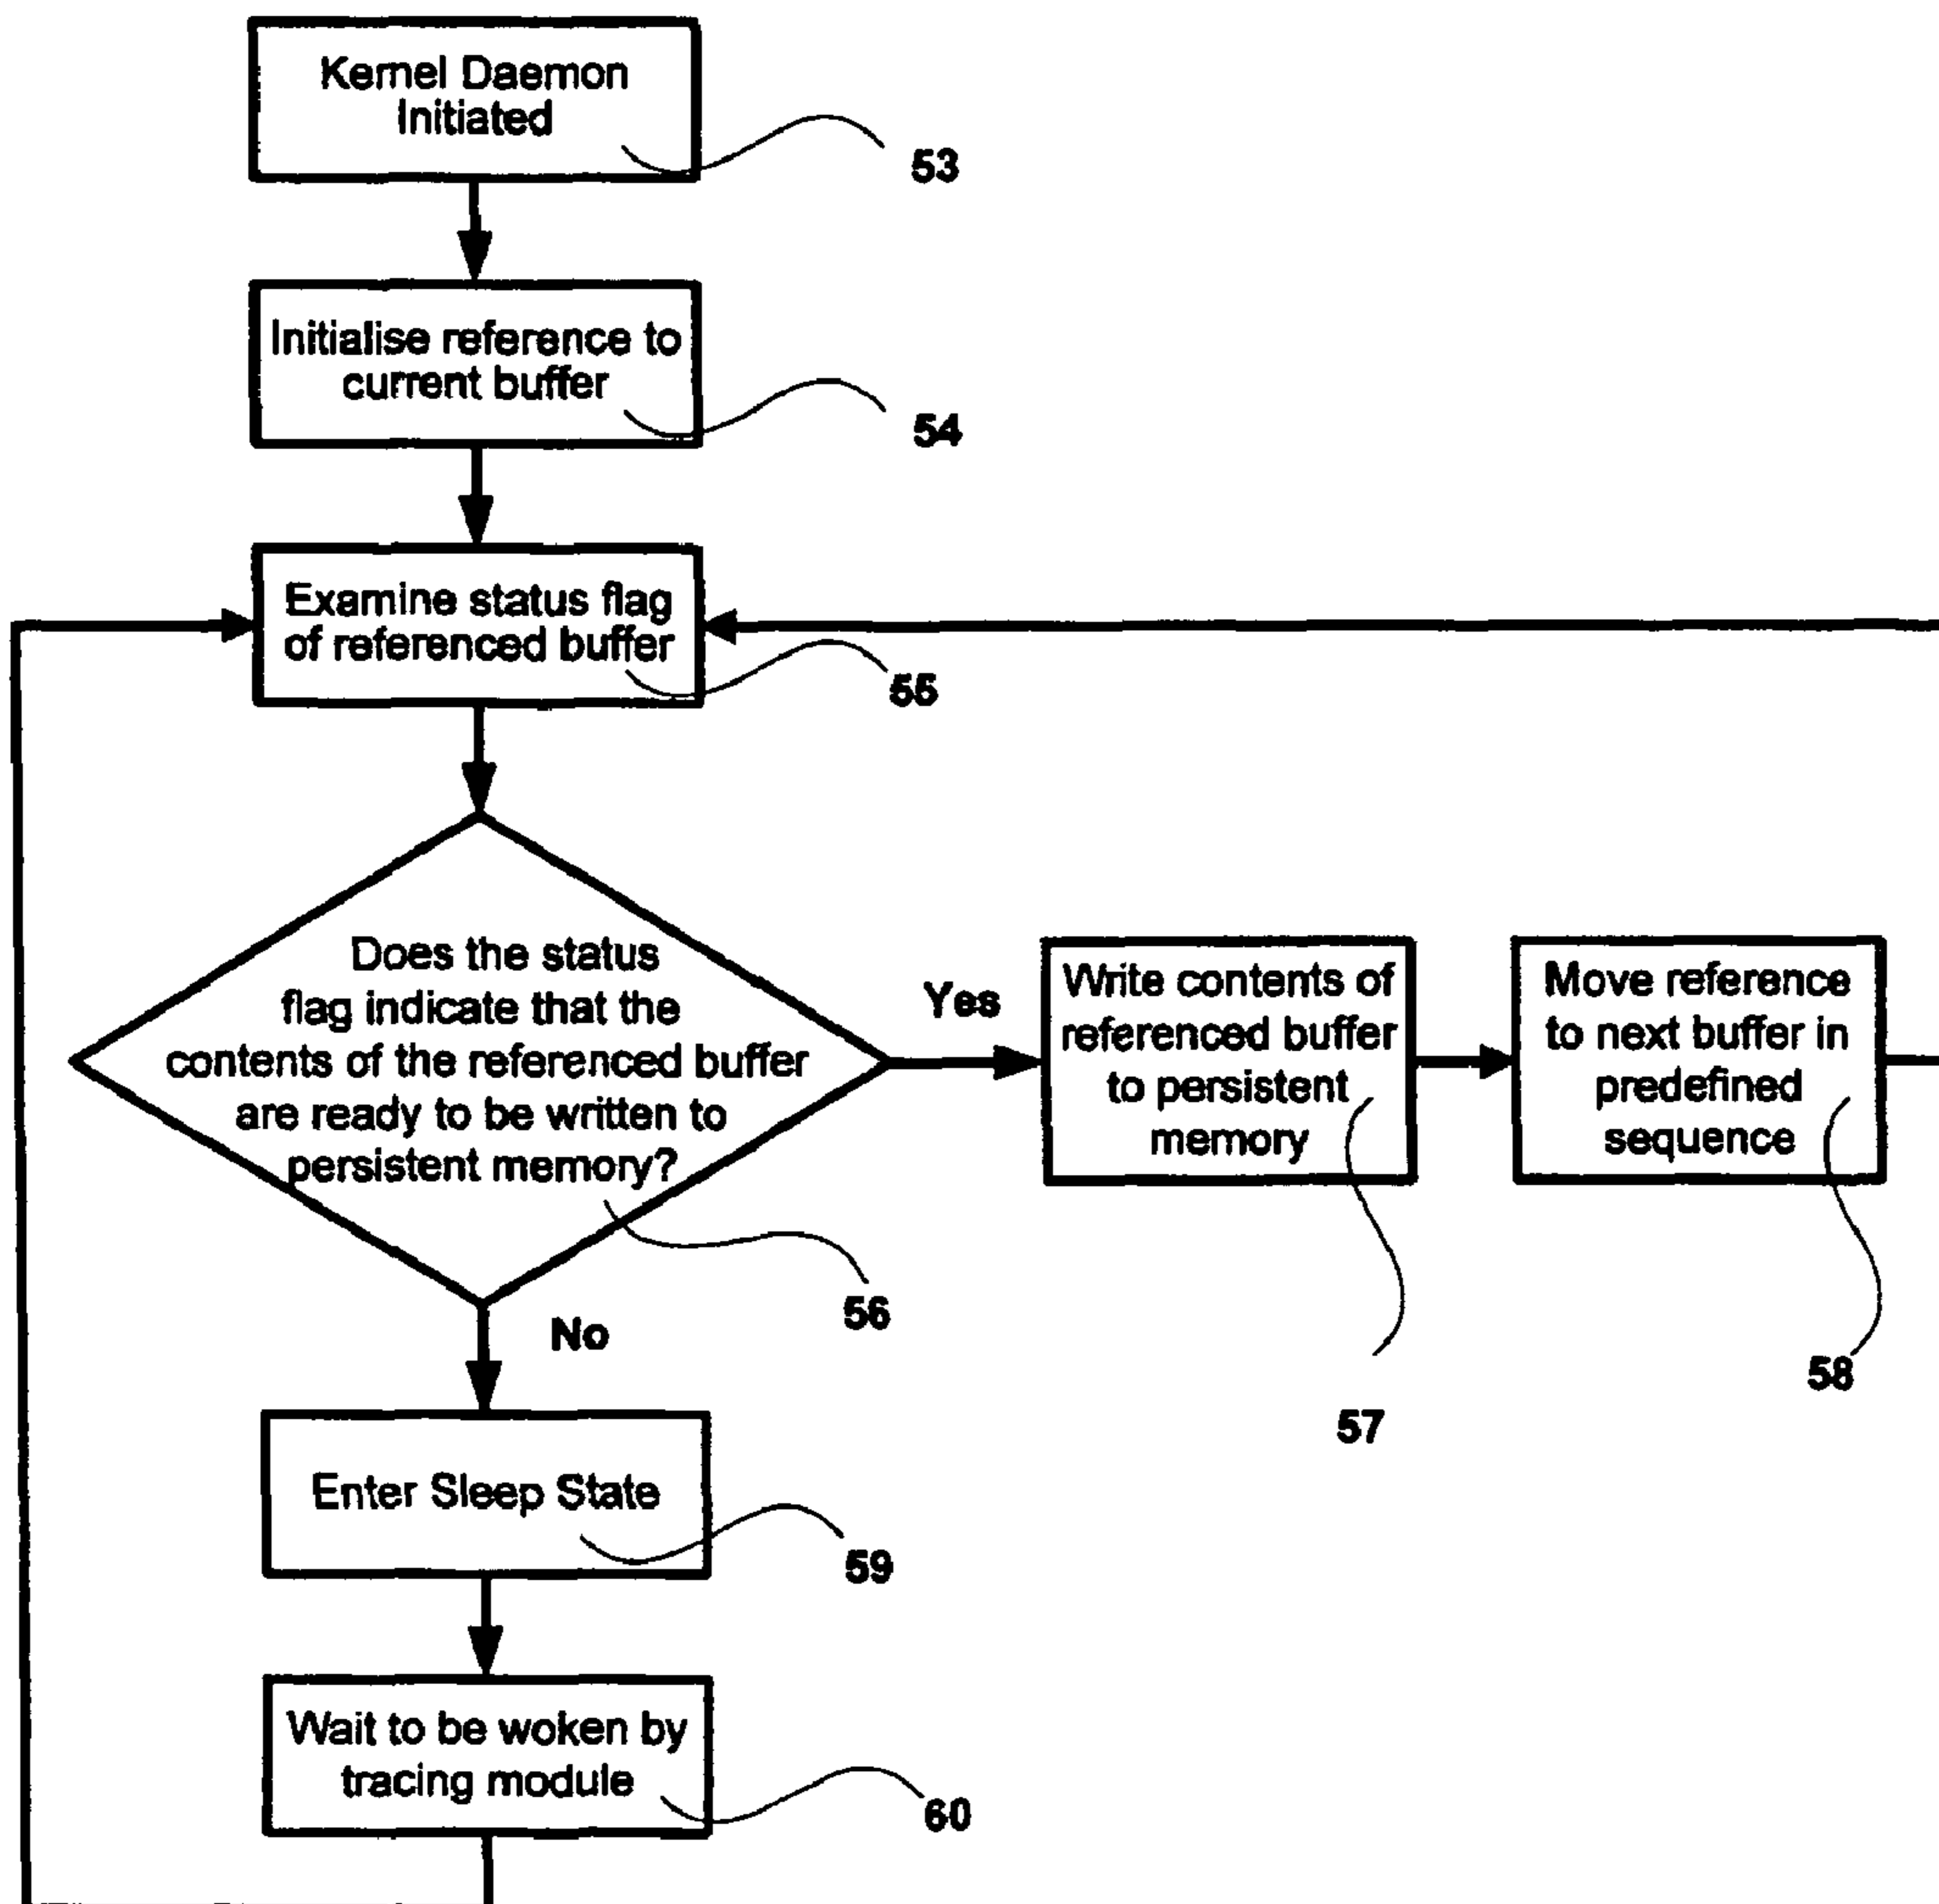 Kernel Daemon
Initiated
53
Initialise reference to
current buffer
54
Examine status flag
of referenced buffer
55
Does the status
flag indicate that the
contents of the referenced buffer
are ready to be written to
persistent memory?
56
Yes
Write contents of
referenced buffer
to persistent
memory
57
Move reference
to next buffer in
predefined
sequence
58
No
Enter Sleep State
59
Wait to be woken by
tracing module
60